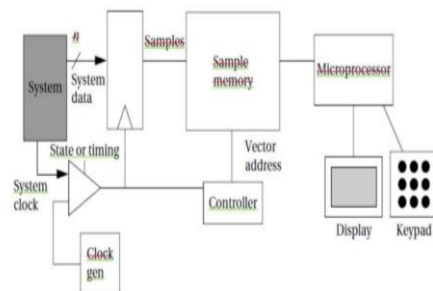 n
Samples
Sample
memory
Microprocessor
System
System
data
State or timing
Vector
address
System
clock
Controller
Clock
gen
Display
Keypad